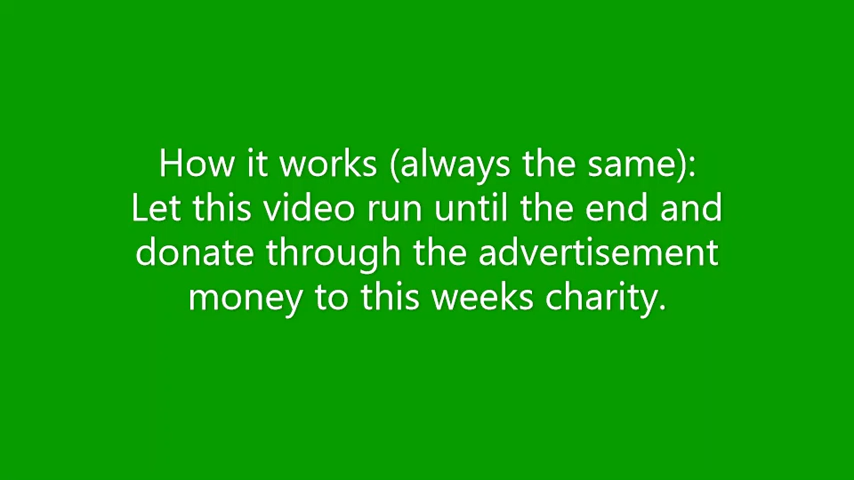 How it works (always the same):
Let this video run until the end and
donate through the advertisement
money to this weeks charity.